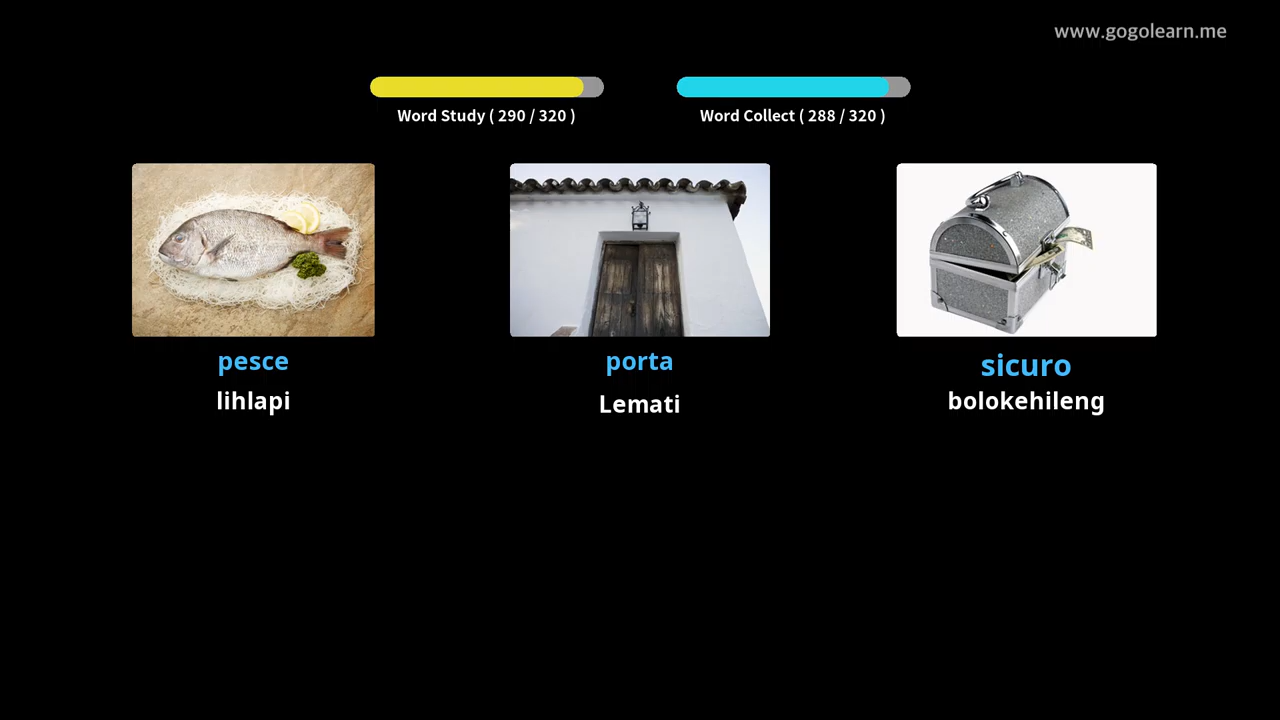 www.gogolearn.me
Word Study ( 290 / 320 )
Word Collect ( 288 / 320 )
pesce
lihlapi
porta
Lemati
sicuro
bolokehileng